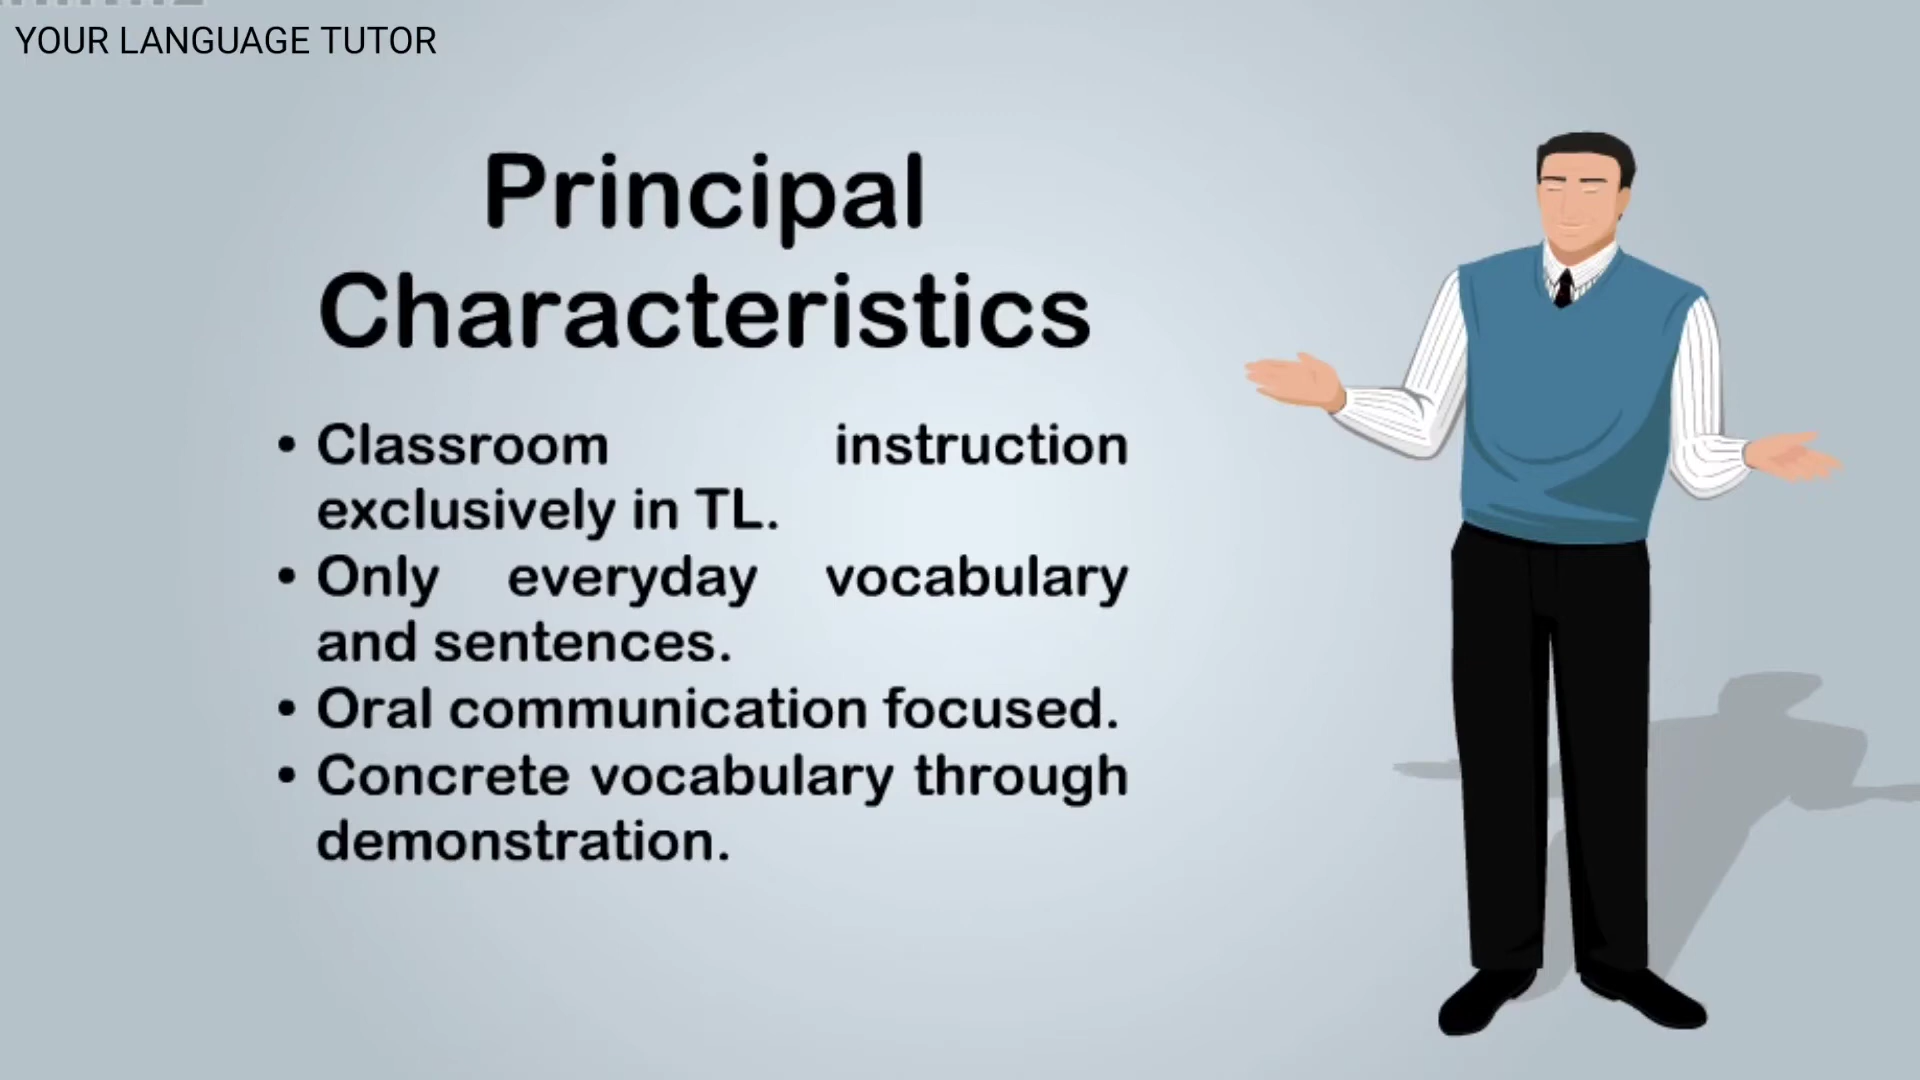 YOUR LANGUAGE TUTOR
Principal
Characteristics
• Classroom instruction
exclusively in TL.
• Only everyday vocabulary
and sentences.
• Oral communication focused.
• Concrete vocabulary through
demonstration.